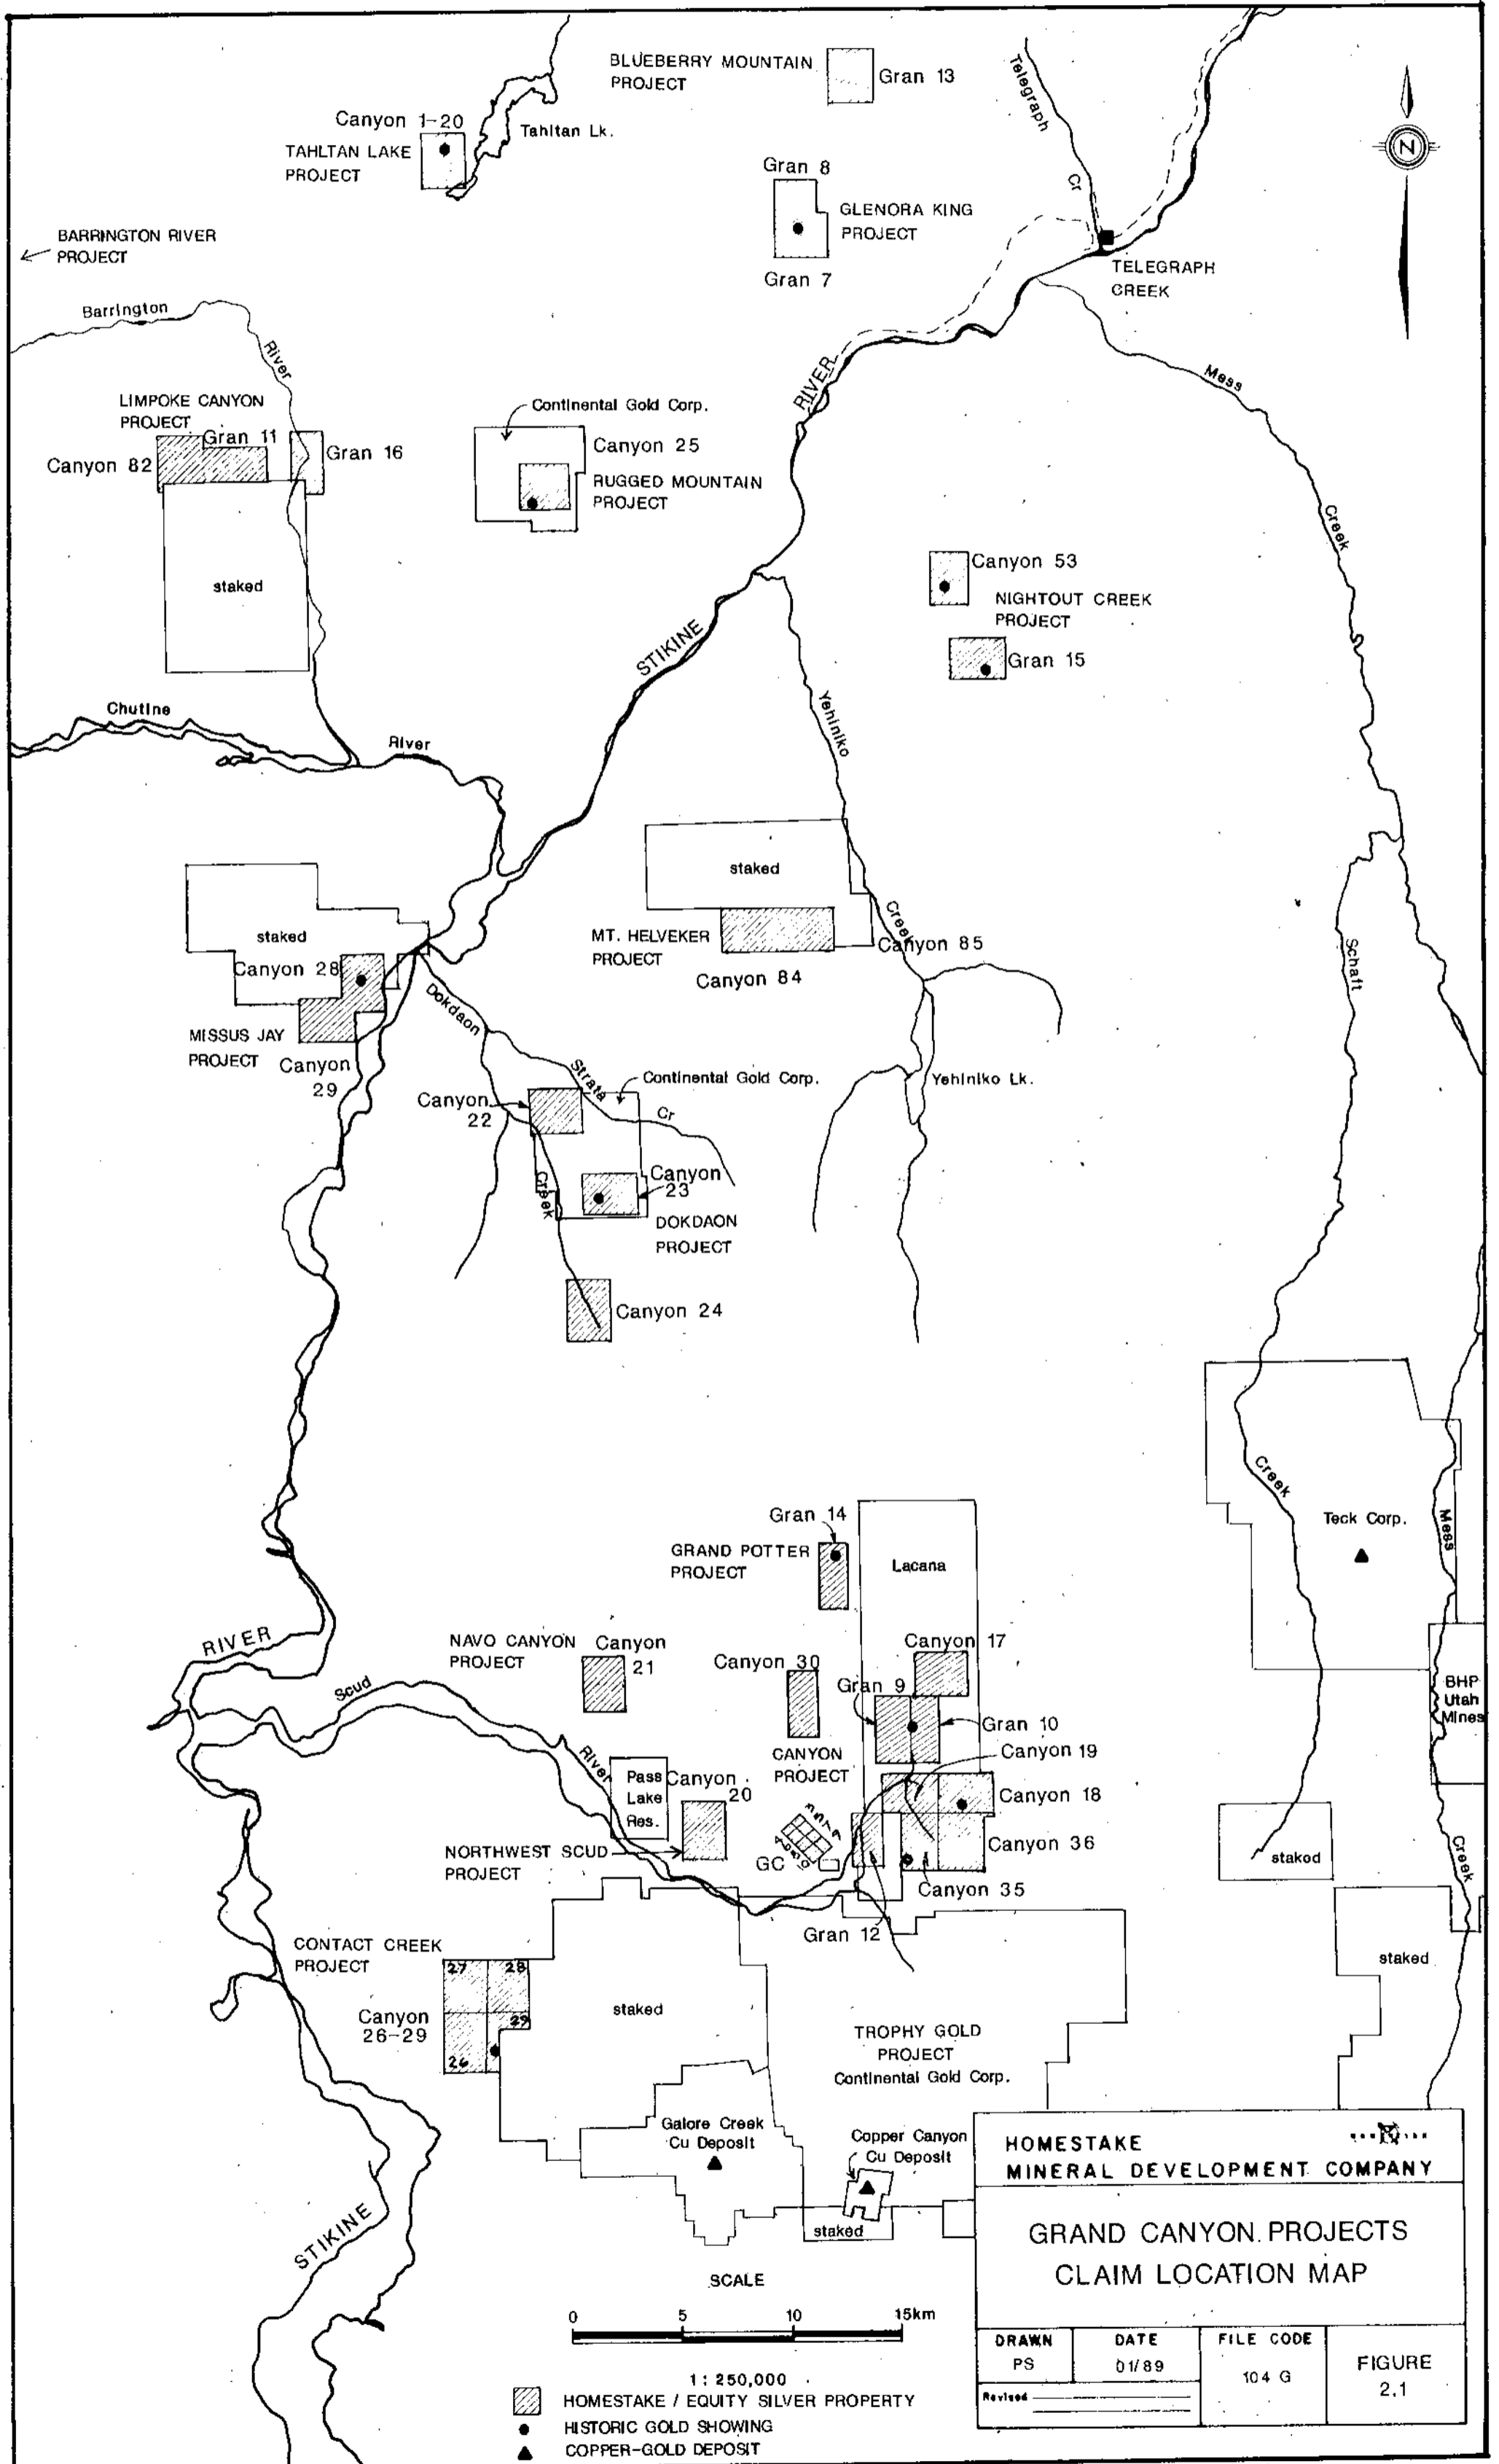 BLUEBERRY MOUNTAIN
PROJECT
Gran 13
Telegraph
Cr
Canyon 1-20
TAHLTAN LAKE
PROJECT
Tahltan Lk.
N
Gran 8
GLENORA KING
PROJECT
Gran 7
BARRINGTON RIVER
PROJECT
TELEGRAPH
CREEK
Barrington
River
RIVER
Mess
Creek
LIMPOKE CANYON
PROJECT
Gran 11
Canyon 82
Gran 16
Continental Gold Corp.
Canyon 25
RUGGED MOUNTAIN
PROJECT
staked
Canyon 53
NIGHTOUT CREEK
PROJECT
Gran 15
STIKINE
Yehiniko
Creek
Chutine
River
staked
staked
MT. HELVEKER
PROJECT
Canyon 85
Canyon 84
Schaft
Canyon 28
MISSUS JAY
PROJECT
Canyon
29
Dokdaon
Strata
Cr
Continental Gold Corp.
Yehiniko Lk.
Canyon
22
Creek
Canyon
23
DOKDAON
PROJECT
Canyon 24
Creek
Teck Corp.
Mess
Gran 14
GRAND POTTER
PROJECT
Lacana
RIVER
Scud
River
NAVO CANYON
PROJECT
Canyon
21
Canyon 30
Canyon 17
Gran 9
Gran 10
BHP
Utah
Mines
CANYON
PROJECT
Canyon 19
Pass
Lake
Res.
Canyon
20
Canyon 18
NORTHWEST SCUD
PROJECT
GC
Canyon 36
Canyon 35
Gran 12
staked
Creek
CONTACT CREEK
PROJECT
27
28
29
26
Canyon
26-29
staked
staked
TROPHY GOLD
PROJECT
Continental Gold Corp.
Galore Creek
Cu Deposit
Copper Canyon
Cu Deposit
staked
STIKINE
HOMESTAKE
MINERAL DEVELOPMENT COMPANY
GRAND CANYON PROJECTS
CLAIM LOCATION MAP
DRAWN
PS
DATE
01/89
FILE CODE
104 G
FIGURE
2.1
Revised
SCALE
0 5 10 15km
1:250,000
HOMESTAKE / EQUITY SILVER PROPERTY
HISTORIC GOLD SHOWING
COPPER-GOLD DEPOSIT